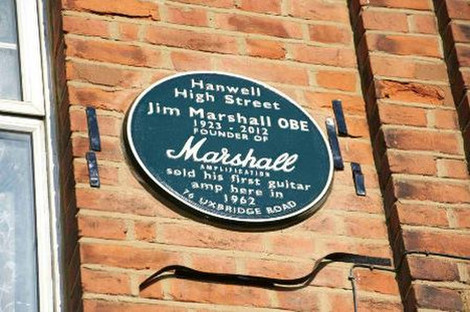 Hanwell
High Street
Jim Marshall OBE
1923 - 2012
FOUNDER OF
Marshall
AMPLIFICATION
sold his first guitar
amp here in
1962
76 UXBRIDGE ROAD